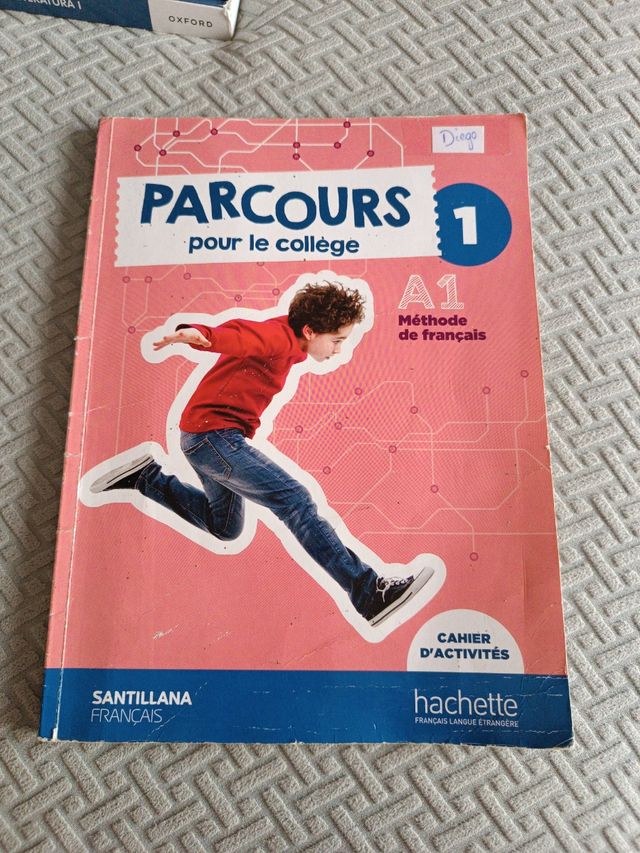 OXFORD
Diego
PARCOURS
pour le collège
1
A1
Méthode
de français
CAHIER
D'ACTIVITÉS
SANTILLANA
FRANÇAIS
hachette
FRANÇAIS LANGUE ÉTRANGÈRE